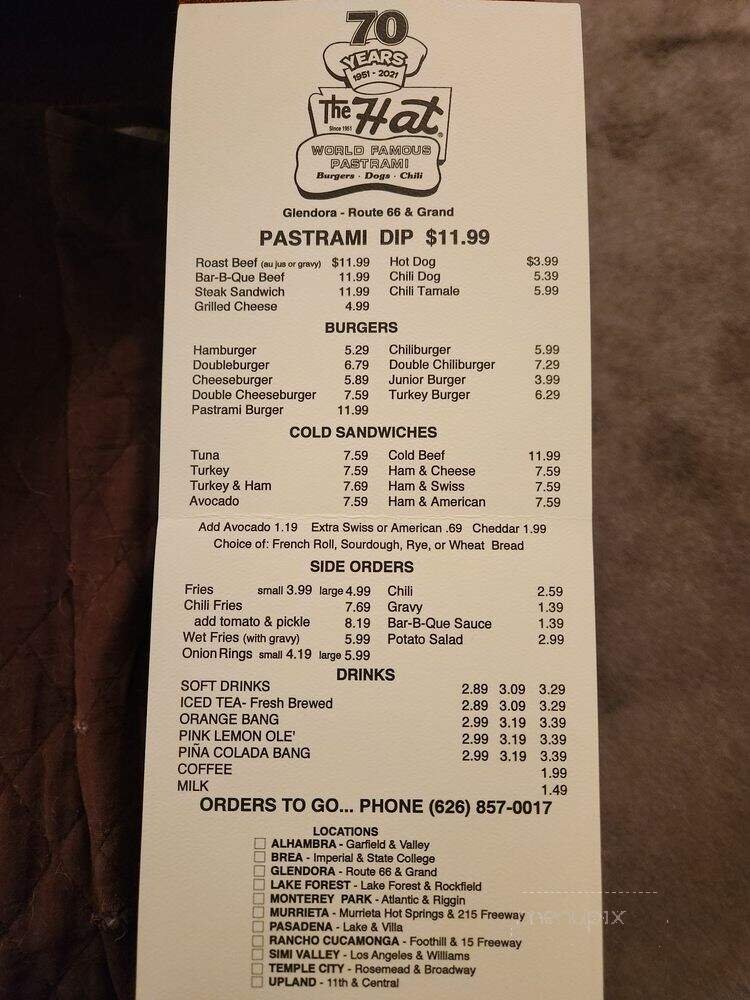 70
YEARS
1951 - 2021
The Hat®
Since 1951
WORLD FAMOUS
PASTRAMI
Burgers · Dogs · Chili
Glendora - Route 66 & Grand
PASTRAMI DIP $11.99
Roast Beef (au jus or gravy) $11.99 Hot Dog $3.99
Bar-B-Que Beef 11.99 Chili Dog 5.39
Steak Sandwich 11.99 Chili Tamale 5.99
Grilled Cheese 4.99
BURGERS
Hamburger 5.29 Chiliburger 5.99
Doubleburger 6.79 Double Chiliburger 7.29
Cheeseburger 5.89 Junior Burger 3.99
Double Cheeseburger 7.59 Turkey Burger 6.29
Pastrami Burger 11.99
COLD SANDWICHES
Tuna 7.59 Cold Beef 11.99
Turkey 7.59 Ham & Cheese 7.59
Turkey & Ham 7.69 Ham & Swiss 7.59
Avocado 7.59 Ham & American 7.59
Add Avocado 1.19 Extra Swiss or American .69 Cheddar 1.99
Choice of: French Roll, Sourdough, Rye, or Wheat Bread
SIDE ORDERS
Fries small 3.99 large 4.99 Chili 2.59
Chili Fries 7.69 Gravy 1.39
add tomato & pickle 8.19 Bar-B-Que Sauce 1.39
Wet Fries (with gravy) 5.99 Potato Salad 2.99
Onion Rings small 4.19 large 5.99
DRINKS
SOFT DRINKS 2.89 3.09 3.29
ICED TEA- Fresh Brewed 2.89 3.09 3.29
ORANGE BANG 2.99 3.19 3.39
PINK LEMON OLE' 2.99 3.19 3.39
PIÑA COLADA BANG 2.99 3.19 3.39
COFFEE 1.99
MILK 1.49
ORDERS TO GO... PHONE (626) 857-0017
LOCATIONS
ALHAMBRA - Garfield & Valley
BREA - Imperial & State College
GLENDORA - Route 66 & Grand
LAKE FOREST - Lake Forest & Rockfield
MONTEREY PARK - Atlantic & Riggin
MURRIETA - Murrieta Hot Springs & 215 Freeway
PASADENA - Lake & Villa
RANCHO CUCAMONGA - Foothill & 15 Freeway
SIMI VALLEY - Los Angeles & Williams
TEMPLE CITY - Rosemead & Broadway
UPLAND - 11th & Central
menupix